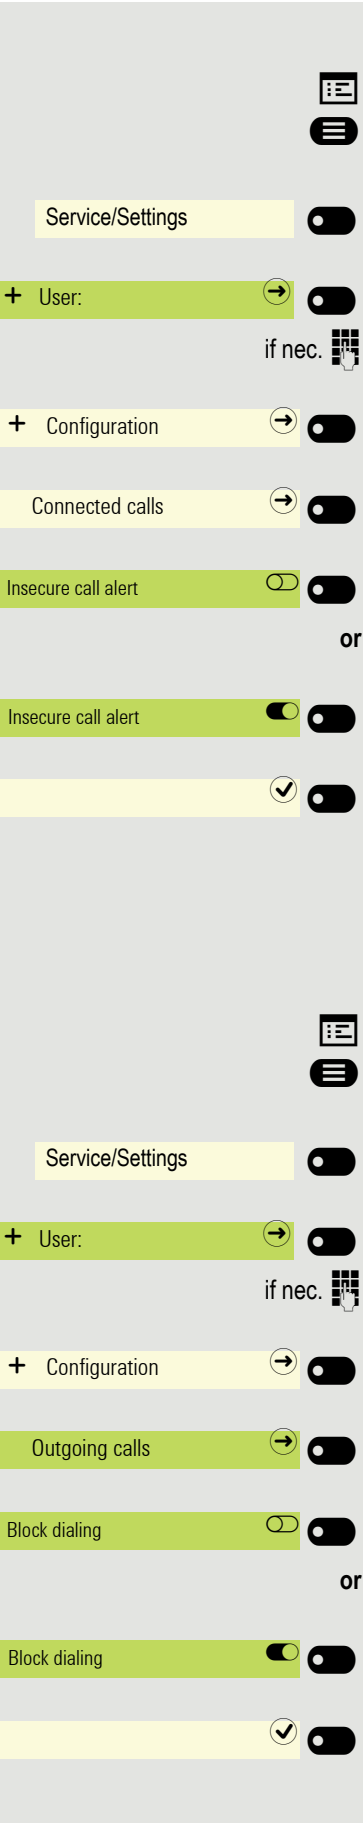 Service/Settings
+ User:
if nec.
+ Configuration
Connected calls
Insecure call alert
or
Insecure call alert
Service/Settings
+ User:
if nec.
+ Configuration
Outgoing calls
Block dialing
or
Block dialing